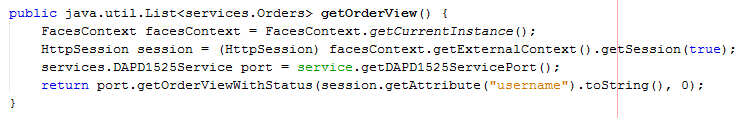 public java.util.List<services.Orders> getOrderView() {
    FacesContext facesContext = FacesContext.getCurrentInstance();
    HttpSession session = (HttpSession) facesContext.getExternalContext().getSession(true);
    services.DAPD1525Service port = service.getDAPD1525ServicePort();
    return port.getOrderViewWithStatus(session.getAttribute("username").toString(), 0);
}